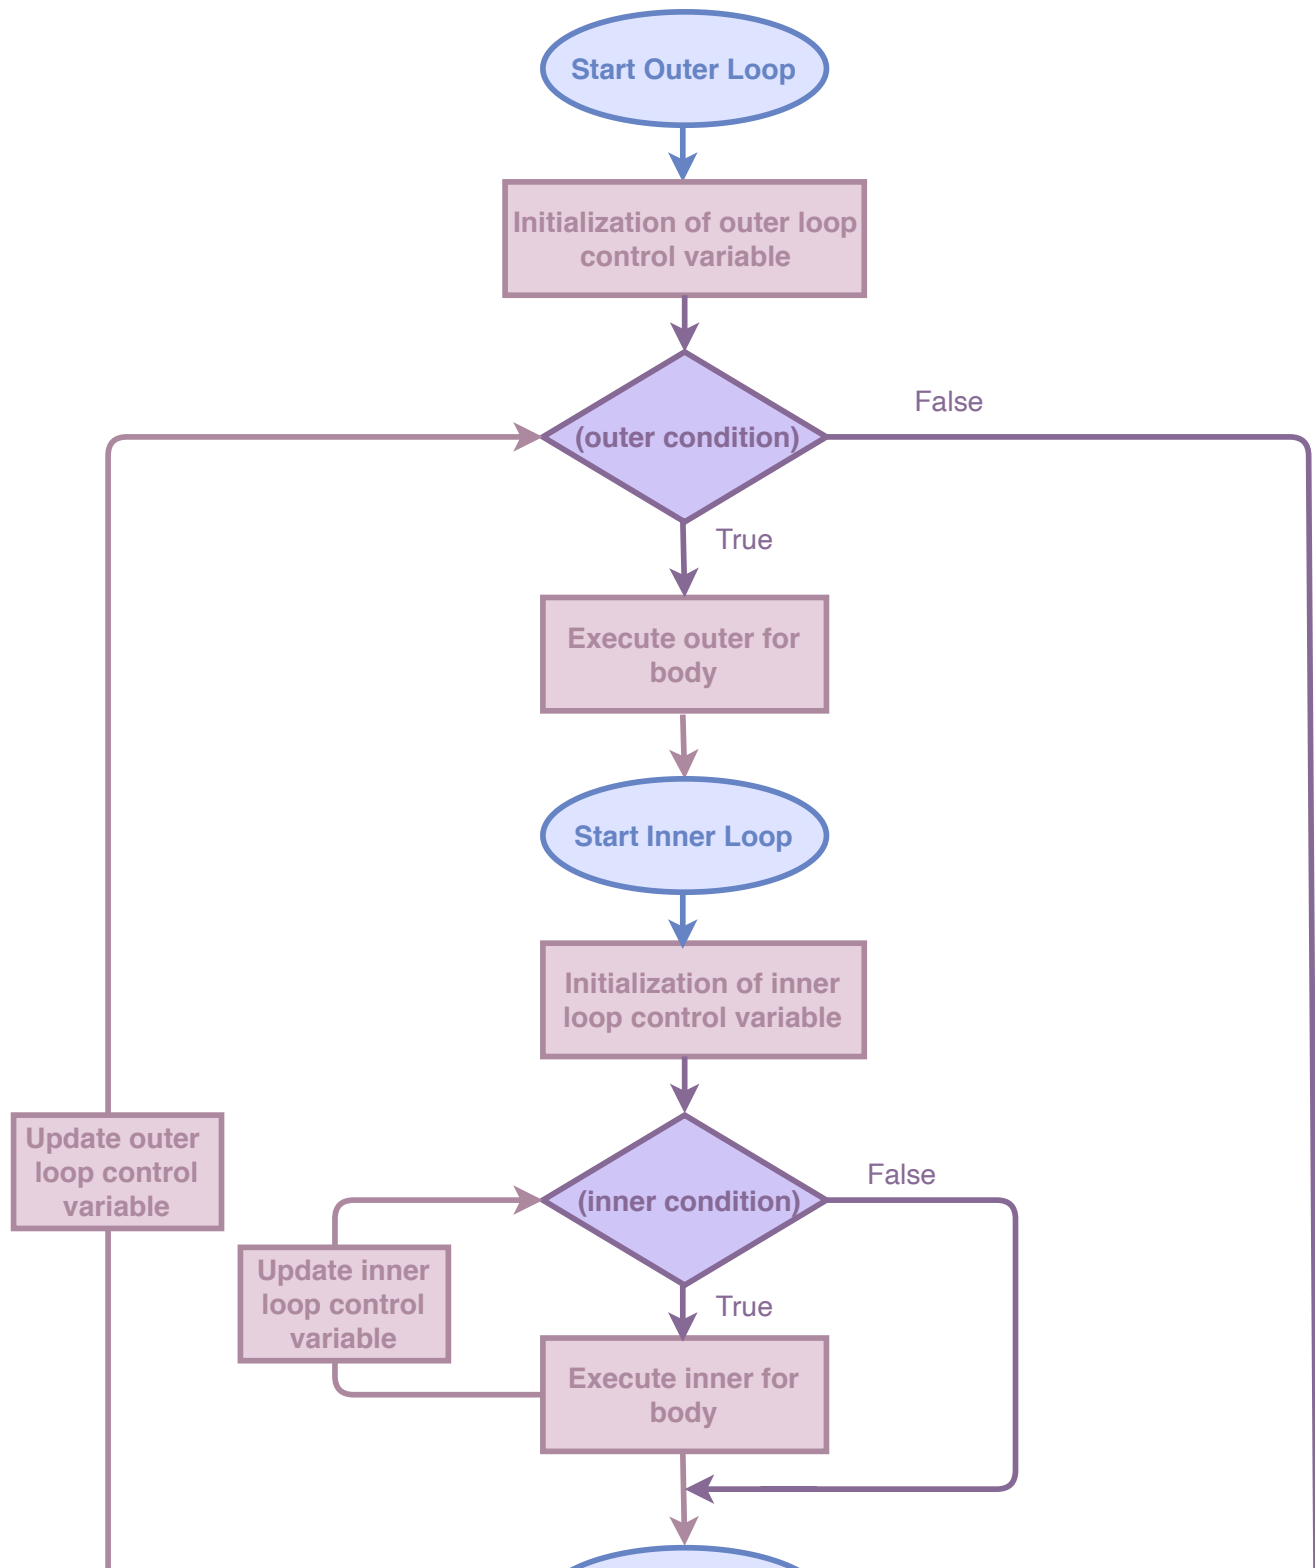 Start Outer Loop
Initialization of outer loop
control variable
False
(outer condition)
True
Execute outer for
body
Start Inner Loop
Initialization of inner
loop control variable
Update outer
loop control
variable
False
(inner condition)
Update inner
loop control
variable
True
Execute inner for
body